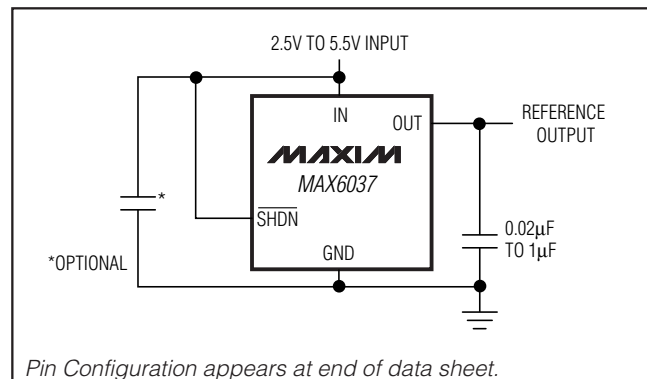 2.5V TO 5.5V INPUT
IN
OUT
REFERENCE
OUTPUT
MAXIM
MAX6037
*
SHDN
0.02µF
TO 1µF
GND
*OPTIONAL
Pin Configuration appears at end of data sheet.